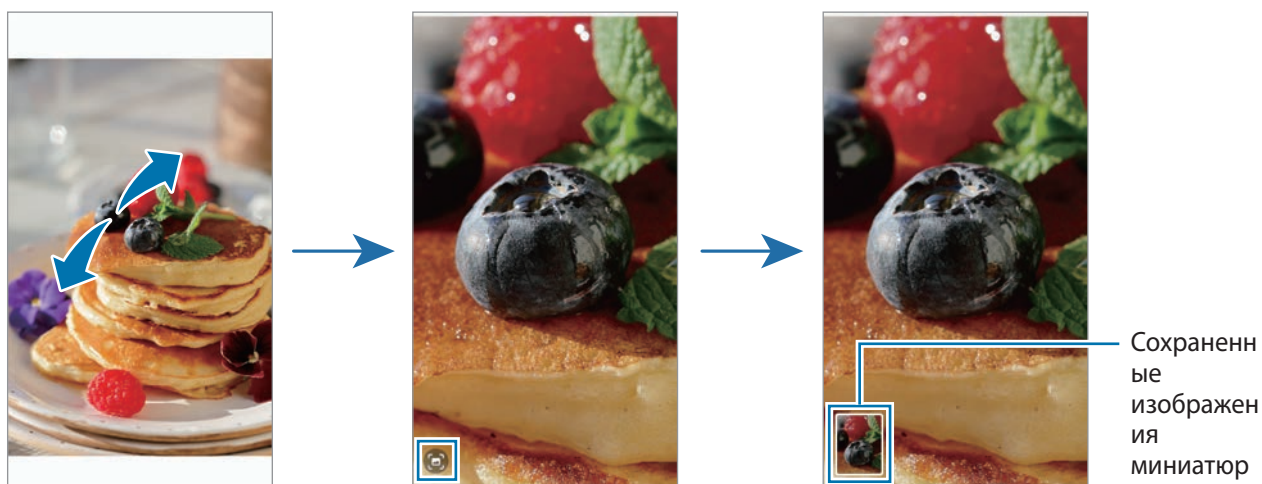 Сохраненн
ые
изображен
ия
миниатюр